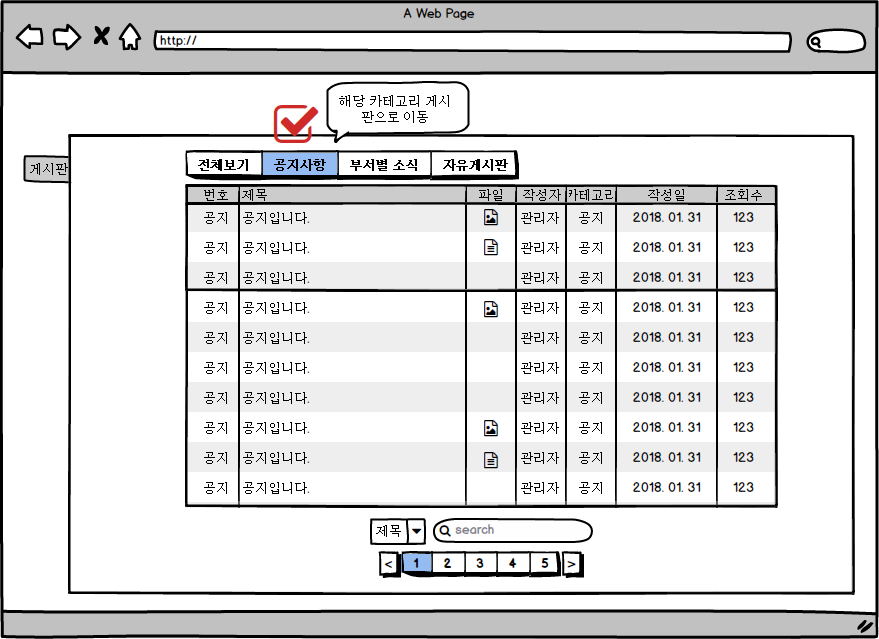 A Web Page
http://
해당 카테고리 게시
판으로 이동
게시판
전체보기 공지사항 부서별 소식 자유게시판
번호 제목 파일 작성자 카테고리 작성일 조회수
공지 공지입니다. 관리자 공지 2018. 01. 31 123
공지 공지입니다. 관리자 공지 2018. 01. 31 123
공지 공지입니다. 관리자 공지 2018. 01. 31 123
공지 공지입니다. 관리자 공지 2018. 01. 31 123
공지 공지입니다. 관리자 공지 2018. 01. 31 123
공지 공지입니다. 관리자 공지 2018. 01. 31 123
공지 공지입니다. 관리자 공지 2018. 01. 31 123
공지 공지입니다. 관리자 공지 2018. 01. 31 123
공지 공지입니다. 관리자 공지 2018. 01. 31 123
공지 공지입니다. 관리자 공지 2018. 01. 31 123
제목 search
< 1 2 3 4 5 >